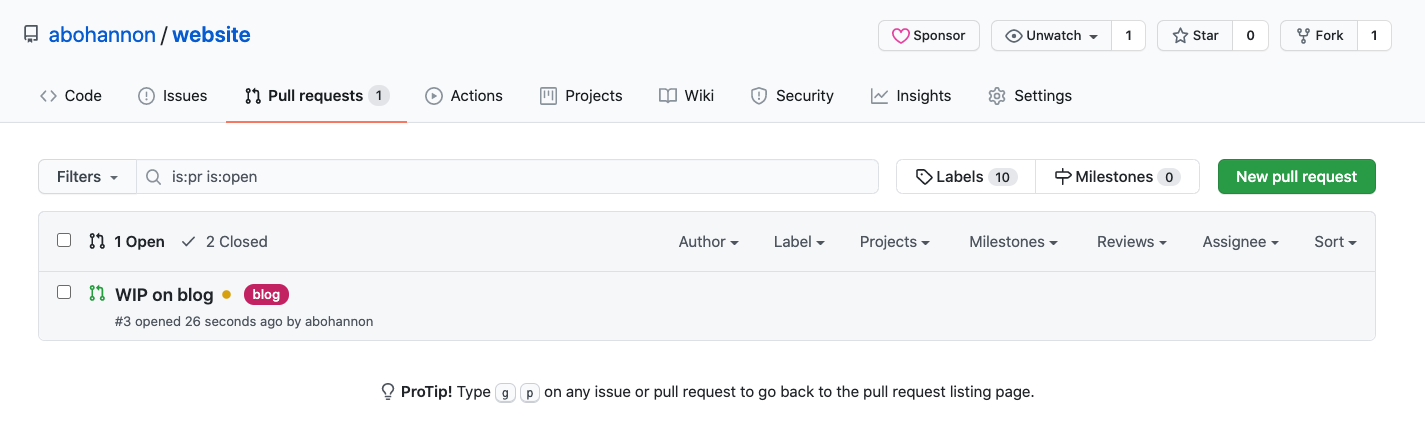 abohannon / website
Sponsor Unwatch 1 Star 0 Fork 1
Code Issues Pull requests 1 Actions Projects Wiki Security Insights Settings
Filters is:pr is:open Labels 10 Milestones 0 New pull request
1 Open 2 Closed Author Label Projects Milestones Reviews Assignee Sort
WIP on blog blog
#3 opened 26 seconds ago by abohannon
ProTip! Type g p on any issue or pull request to go back to the pull request listing page.